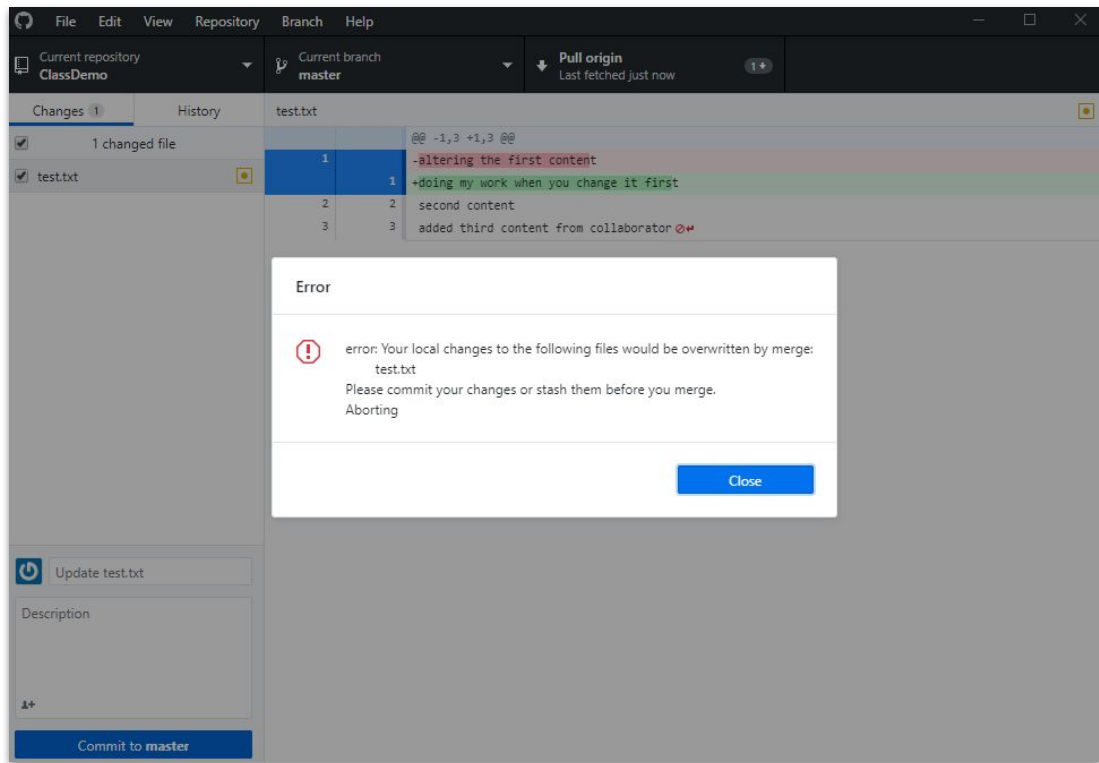 File Edit View Repository Branch Help
Current repository
ClassDemo
Current branch
master
Pull origin
Last fetched just now
1
Changes 1 History
test.txt
1 changed file
test.txt
@@ -1,3 +1,3 @@
1 -altering the first content
1 +doing my work when you change it first
2 2 second content
3 3 added third content from collaborator
Error
error: Your local changes to the following files would be overwritten by merge:
test.txt
Please commit your changes or stash them before you merge.
Aborting
Close
Update test.txt
Description
Commit to master